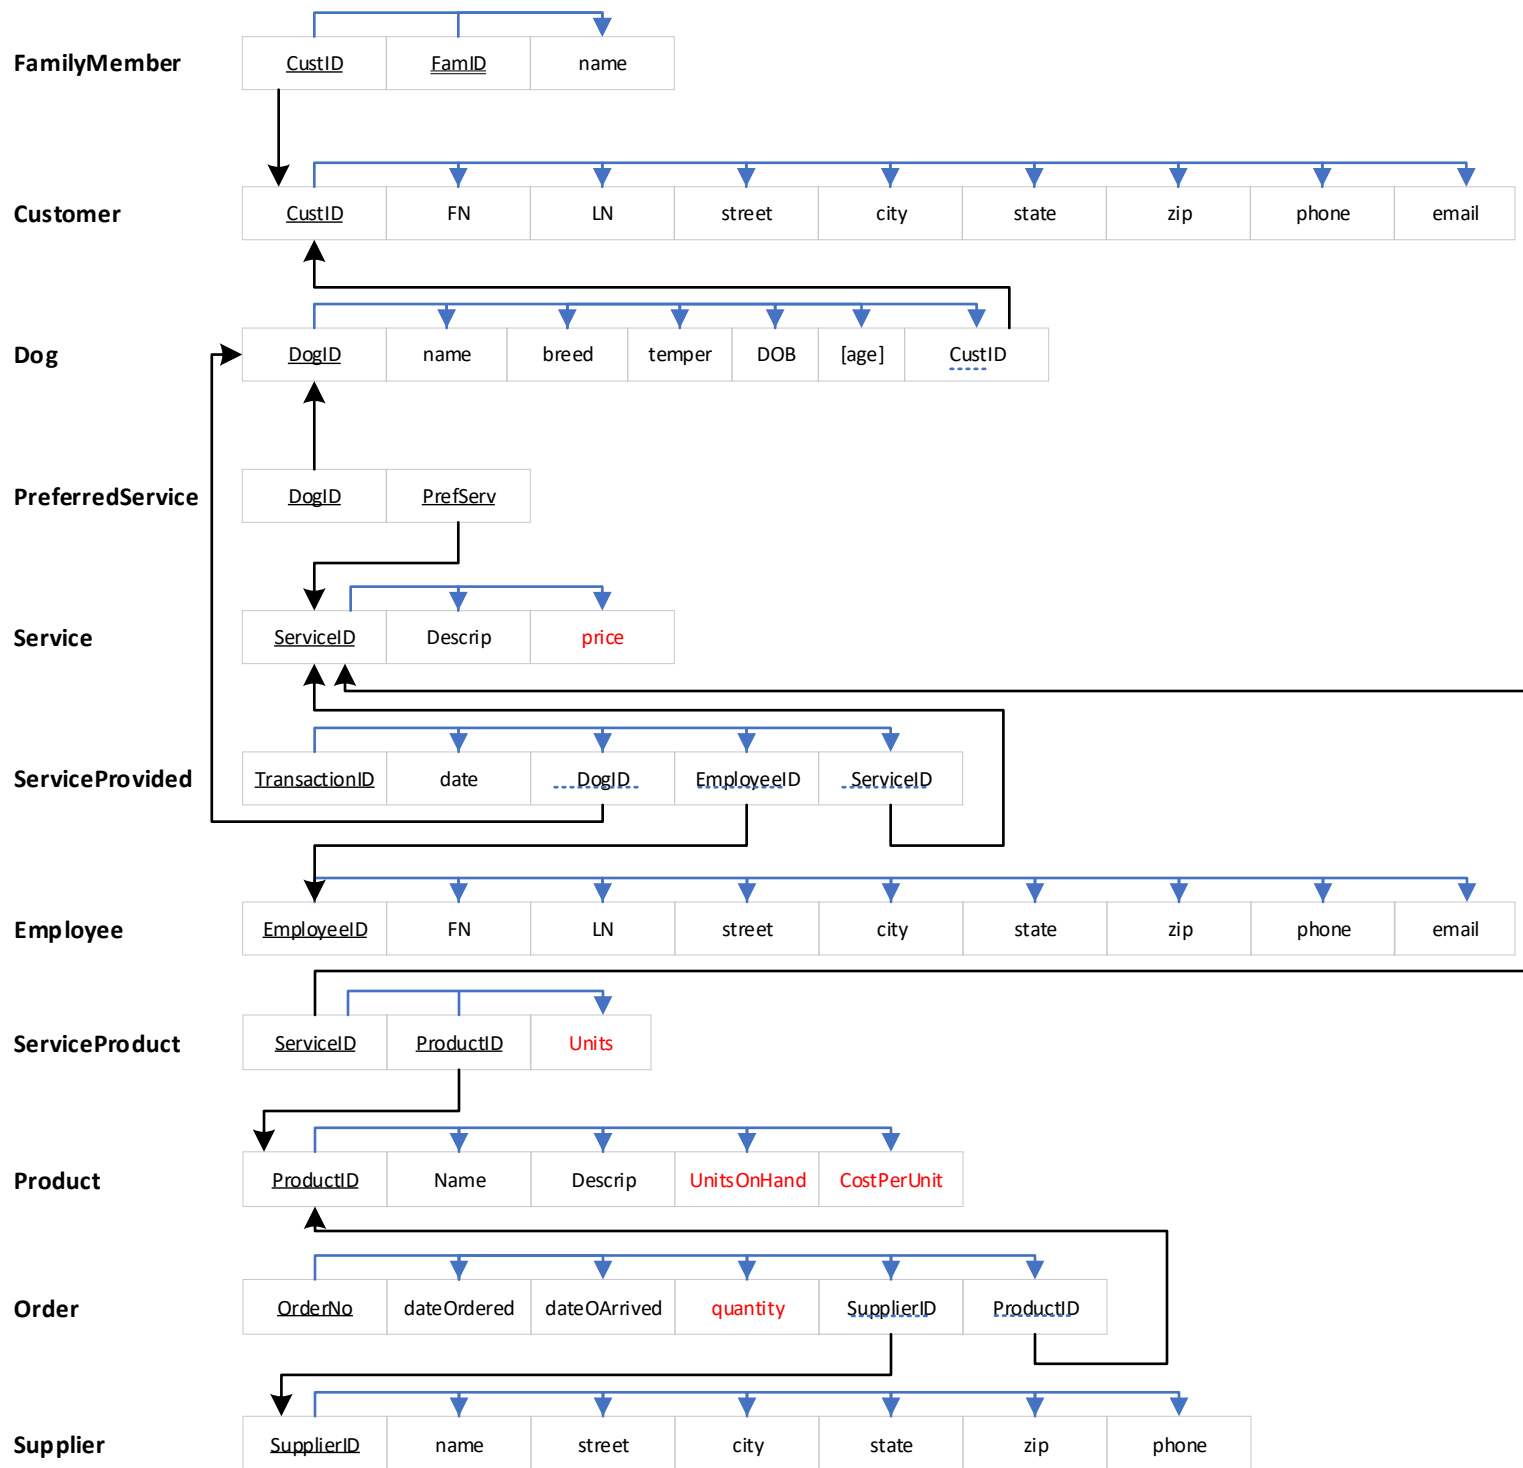 FamilyMember CustID FamID name
Customer CustID FN LN street city state zip phone email
Dog DogID name breed temper DOB [age] CustID
PreferredService DogID PrefServ
Service ServiceID Descrip price
ServiceProvided TransactionID date DogID EmployeeID ServiceID
Employee EmployeeID FN LN street city state zip phone email
ServiceProduct ServiceID ProductID Units
Product ProductID Name Descrip UnitsOnHand CostPerUnit
Order OrderNo dateOrdered dateOArrived quantity SupplierID ProductID
Supplier SupplierID name street city state zip phone